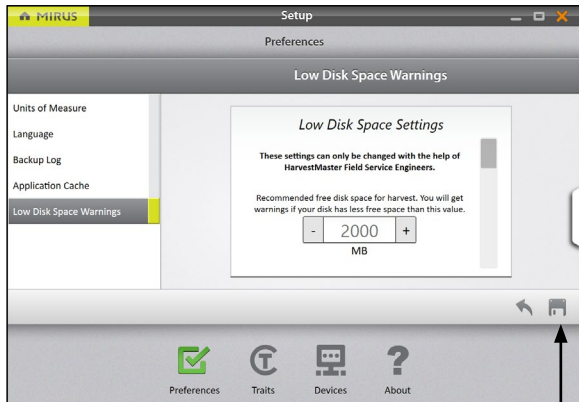 MIRUS
Setup
Preferences
Low Disk Space Warnings
Units of Measure
Language
Backup Log
Application Cache
Low Disk Space Warnings
Low Disk Space Settings
These settings can only be changed with the help of
HarvestMaster Field Service Engineers.
Recommended free disk space for harvest. You will get
warnings if your disk has less free space than this value.
- 2000 +
MB
Preferences
Traits
Devices
About